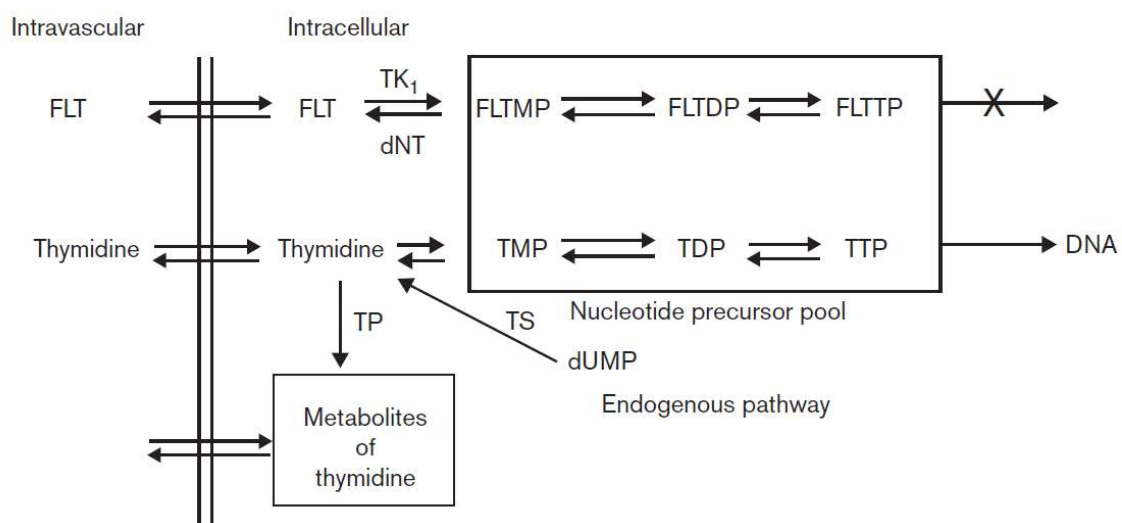 Intravascular Intracellular
TK₁
FLT FLT FLTMP FLTDP FLTTP X
dNT
Thymidine Thymidine TMP TDP TTP DNA
TP TS Nucleotide precursor pool
dUMP
Endogenous pathway
Metabolites
of
thymidine